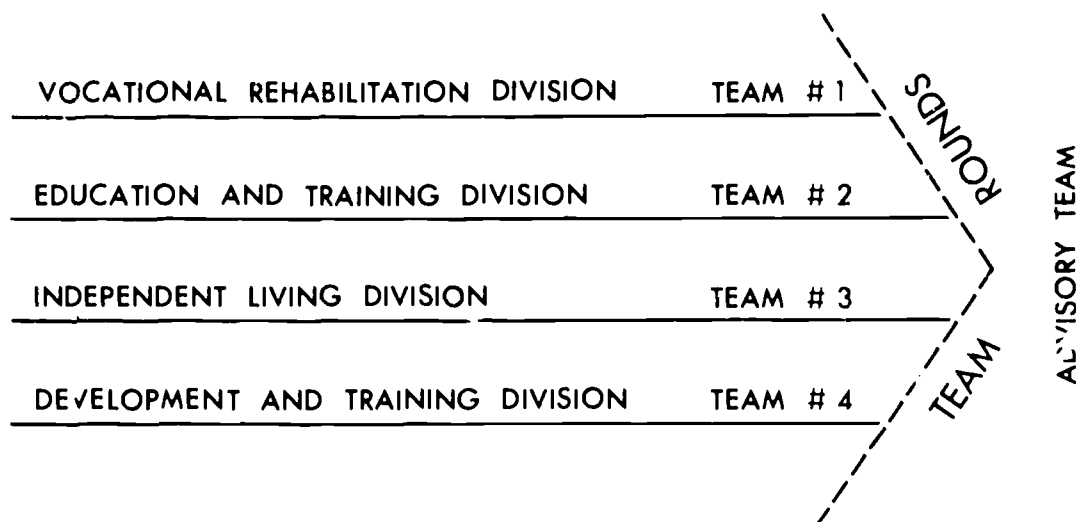 VOCATIONAL REHABILITATION DIVISION TEAM # 1
EDUCATION AND TRAINING DIVISION TEAM # 2
INDEPENDENT LIVING DIVISION TEAM # 3
DEVELOPMENT AND TRAINING DIVISION TEAM # 4
ROUNDS
TEAM
ADVISORY TEAM